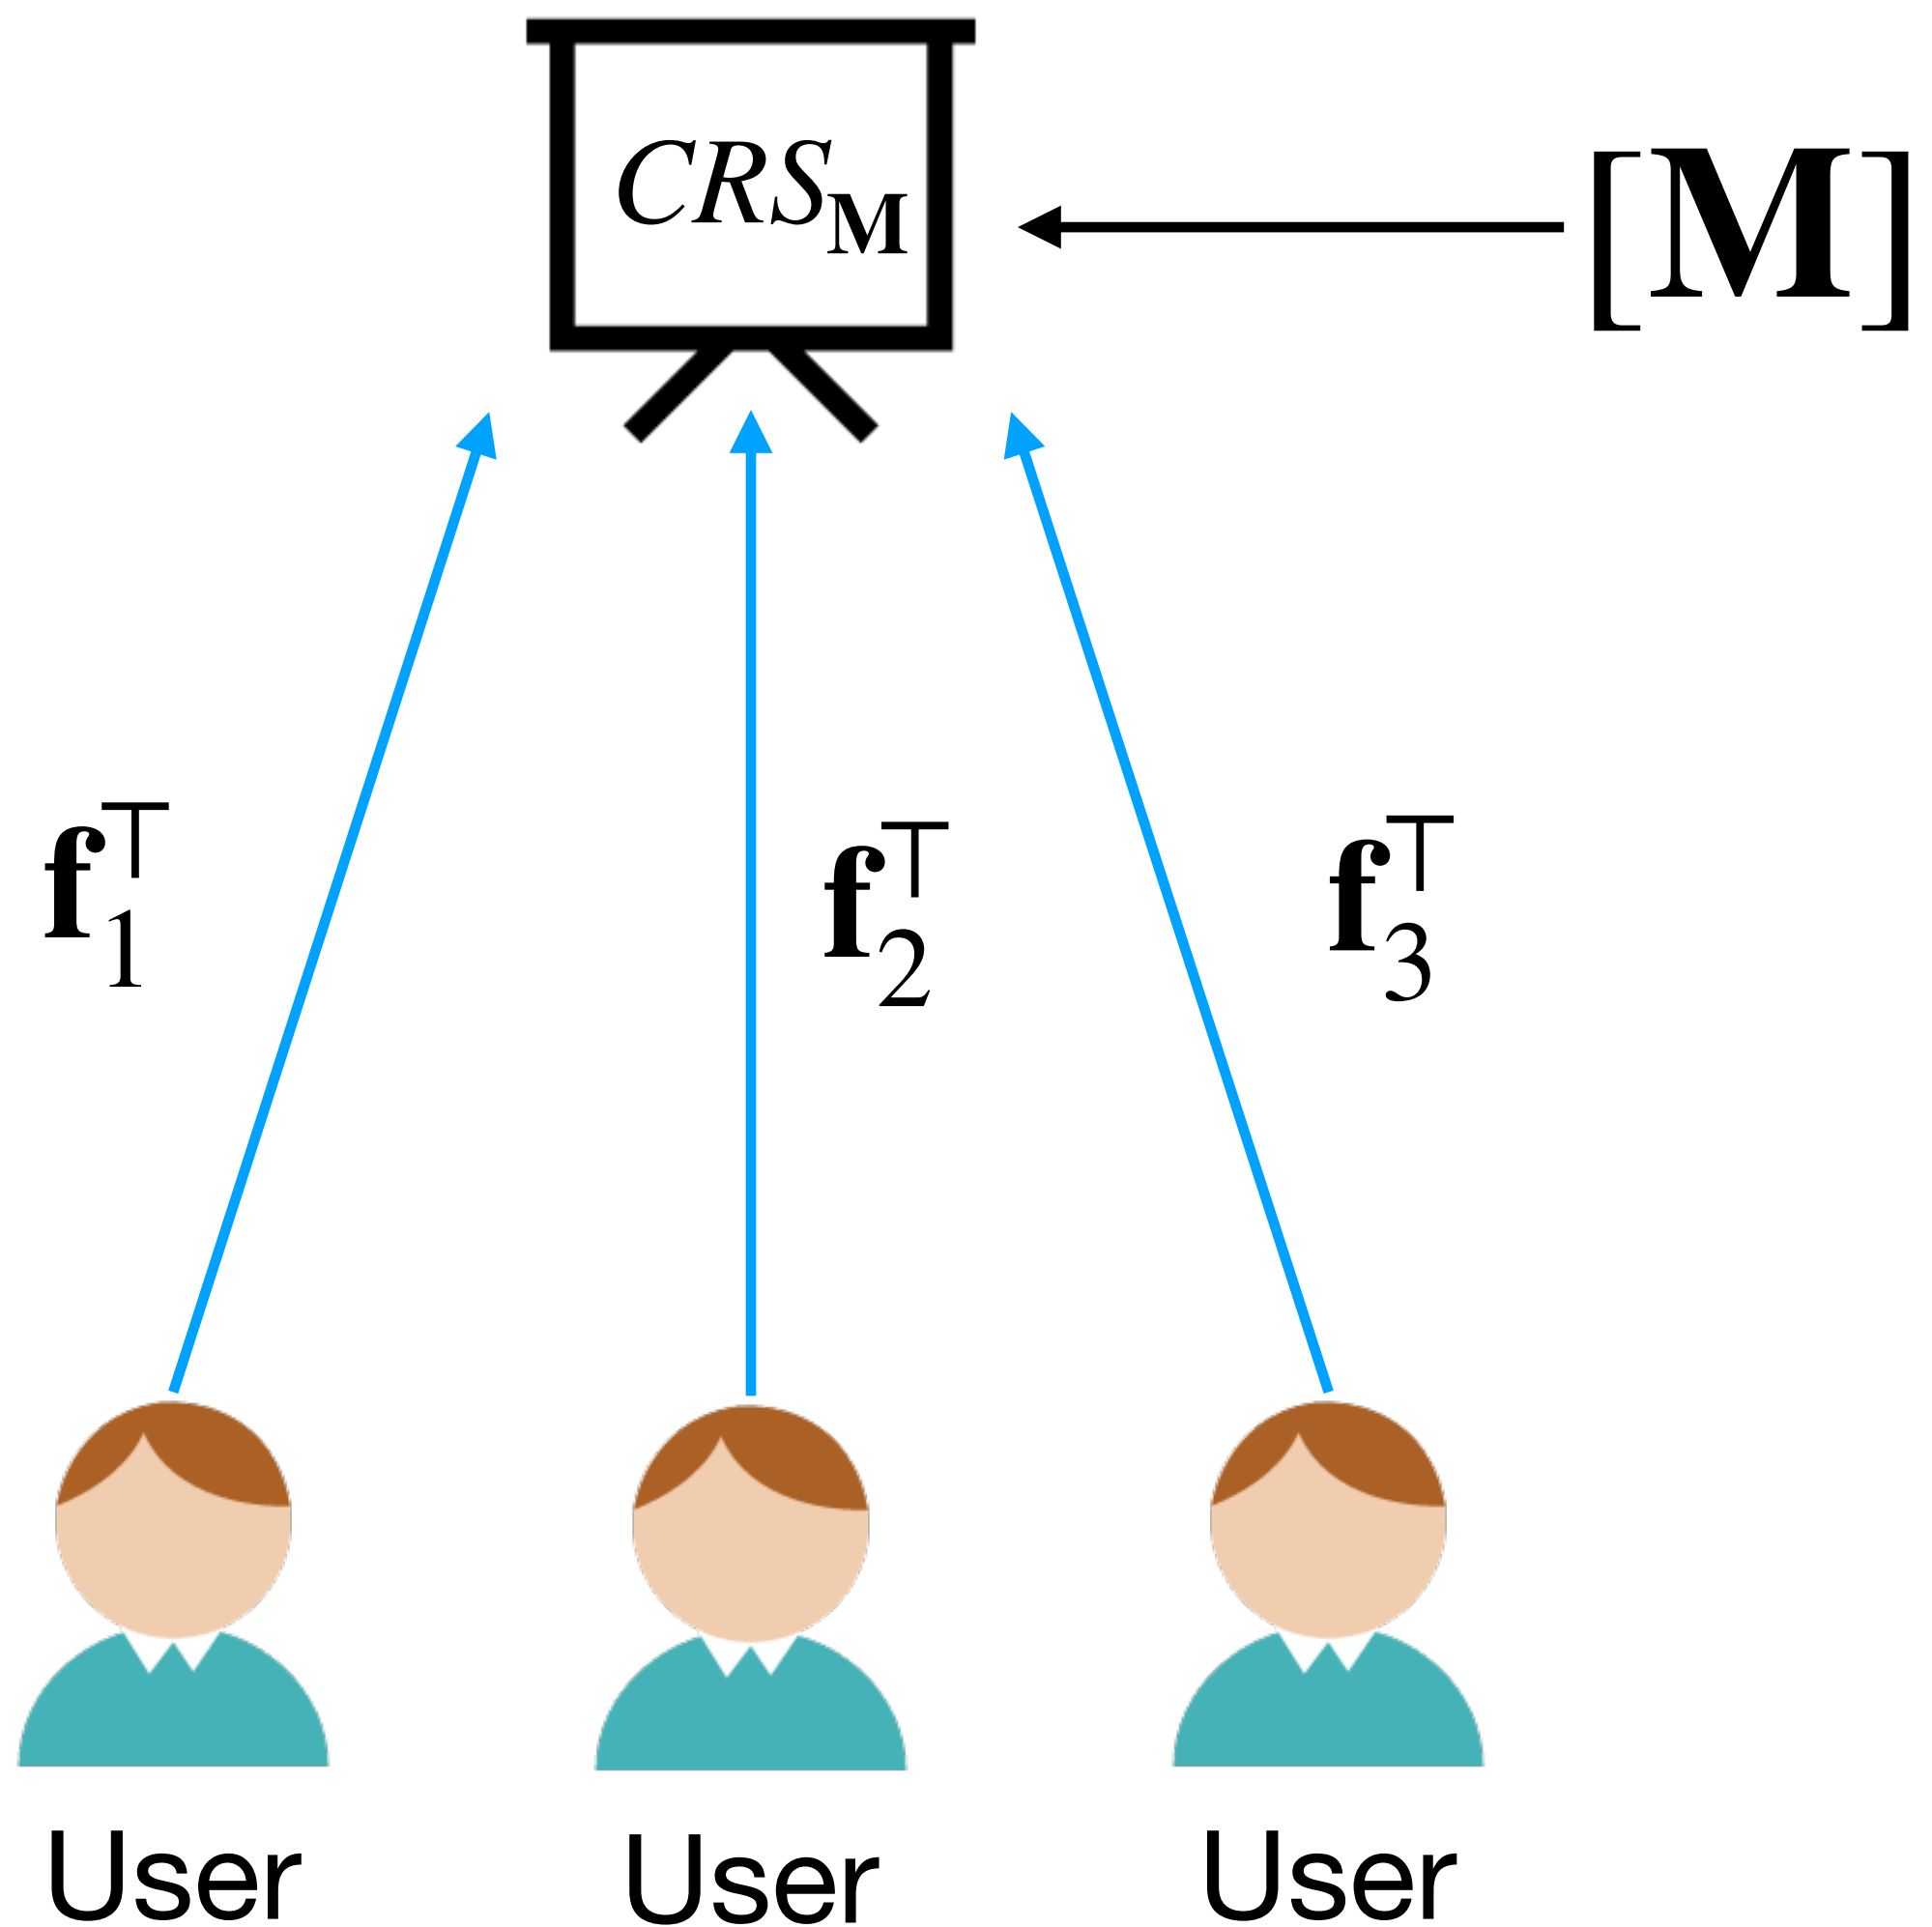 CRS_M
[M]
f_1^⊤
f_2^⊤
f_3^⊤
User
User
User